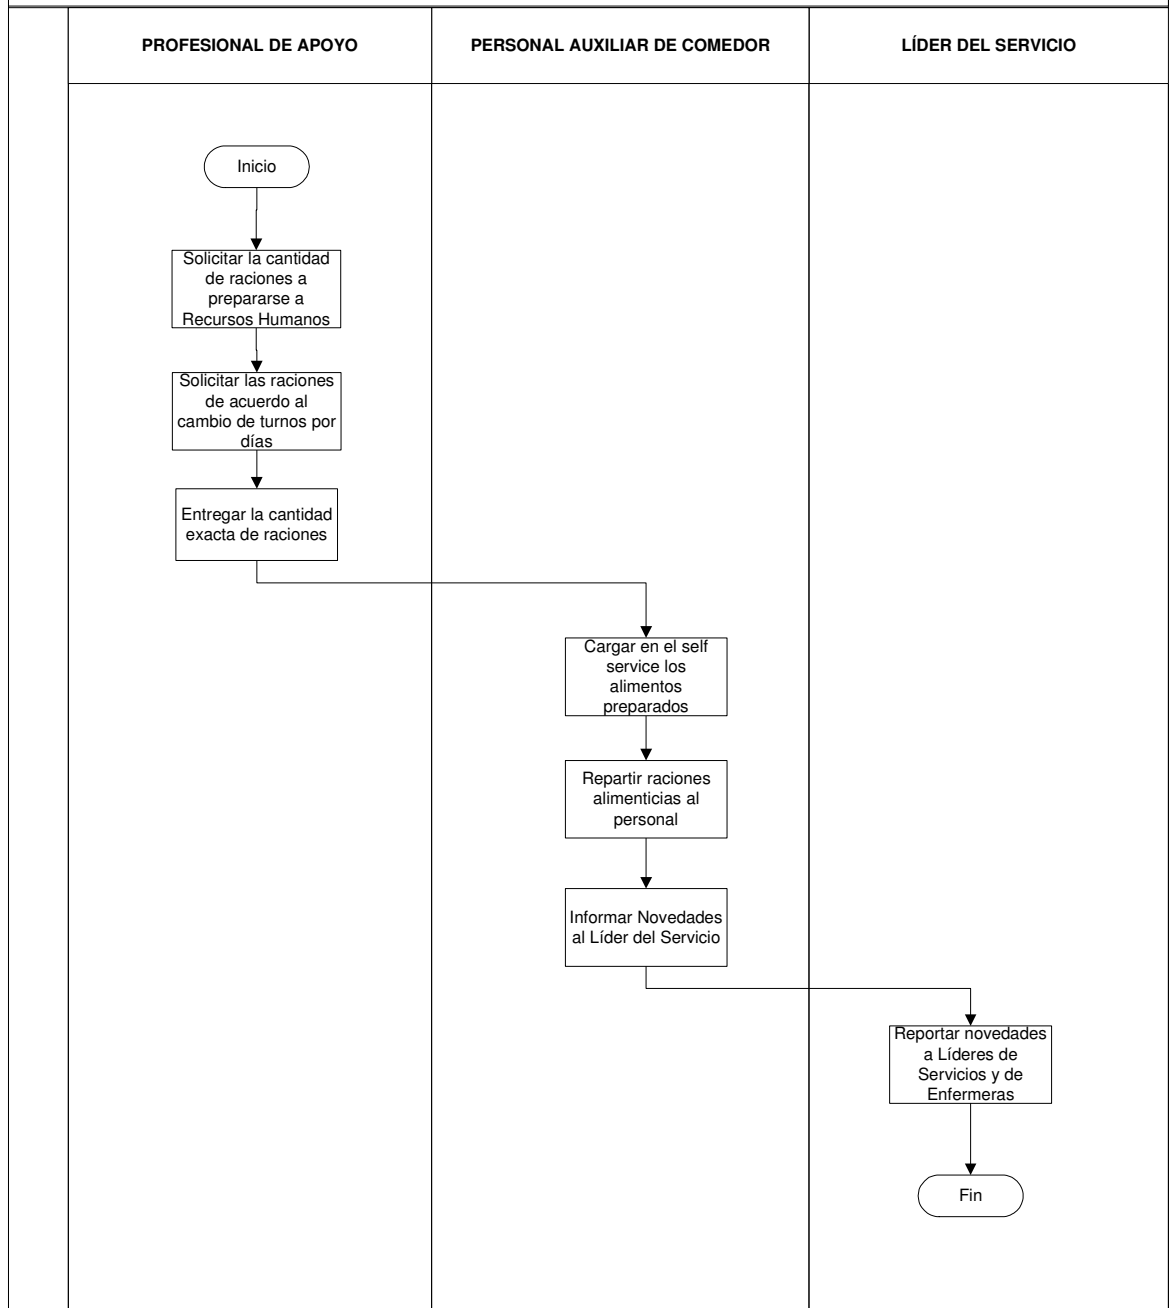 PROFESIONAL DE APOYO
PERSONAL AUXILIAR DE COMEDOR
LÍDER DEL SERVICIO
Inicio
Solicitar la cantidad
de raciones a
prepararse a
Recursos Humanos
Solicitar las raciones
de acuerdo al
cambio de turnos por
días
Entregar la cantidad
exacta de raciones
Cargar en el self
service los
alimentos
preparados
Repartir raciones
alimenticias al
personal
Informar Novedades
al Líder del Servicio
Reportar novedades
a Líderes de
Servicios y de
Enfermeras
Fin